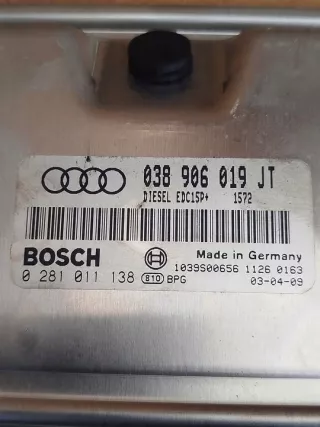 038 906 019 JT
DIESEL EDC15P+ 1572
BOSCH
Made in Germany
0 281 011 138 810 BPG
1039S00656 1126 0163
03-04-09